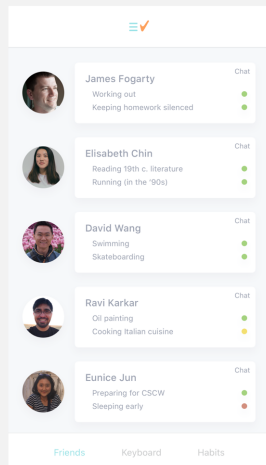 Chat
James Fogarty
Working out
Keeping homework silenced
Chat
Elisabeth Chin
Reading 19th c. literature
Running (in the '90s)
Chat
David Wang
Swimming
Skateboarding
Chat
Ravi Karkar
Oil painting
Cooking Italian cuisine
Chat
Eunice Jun
Preparing for CSCW
Sleeping early
Friends Keyboard Habits